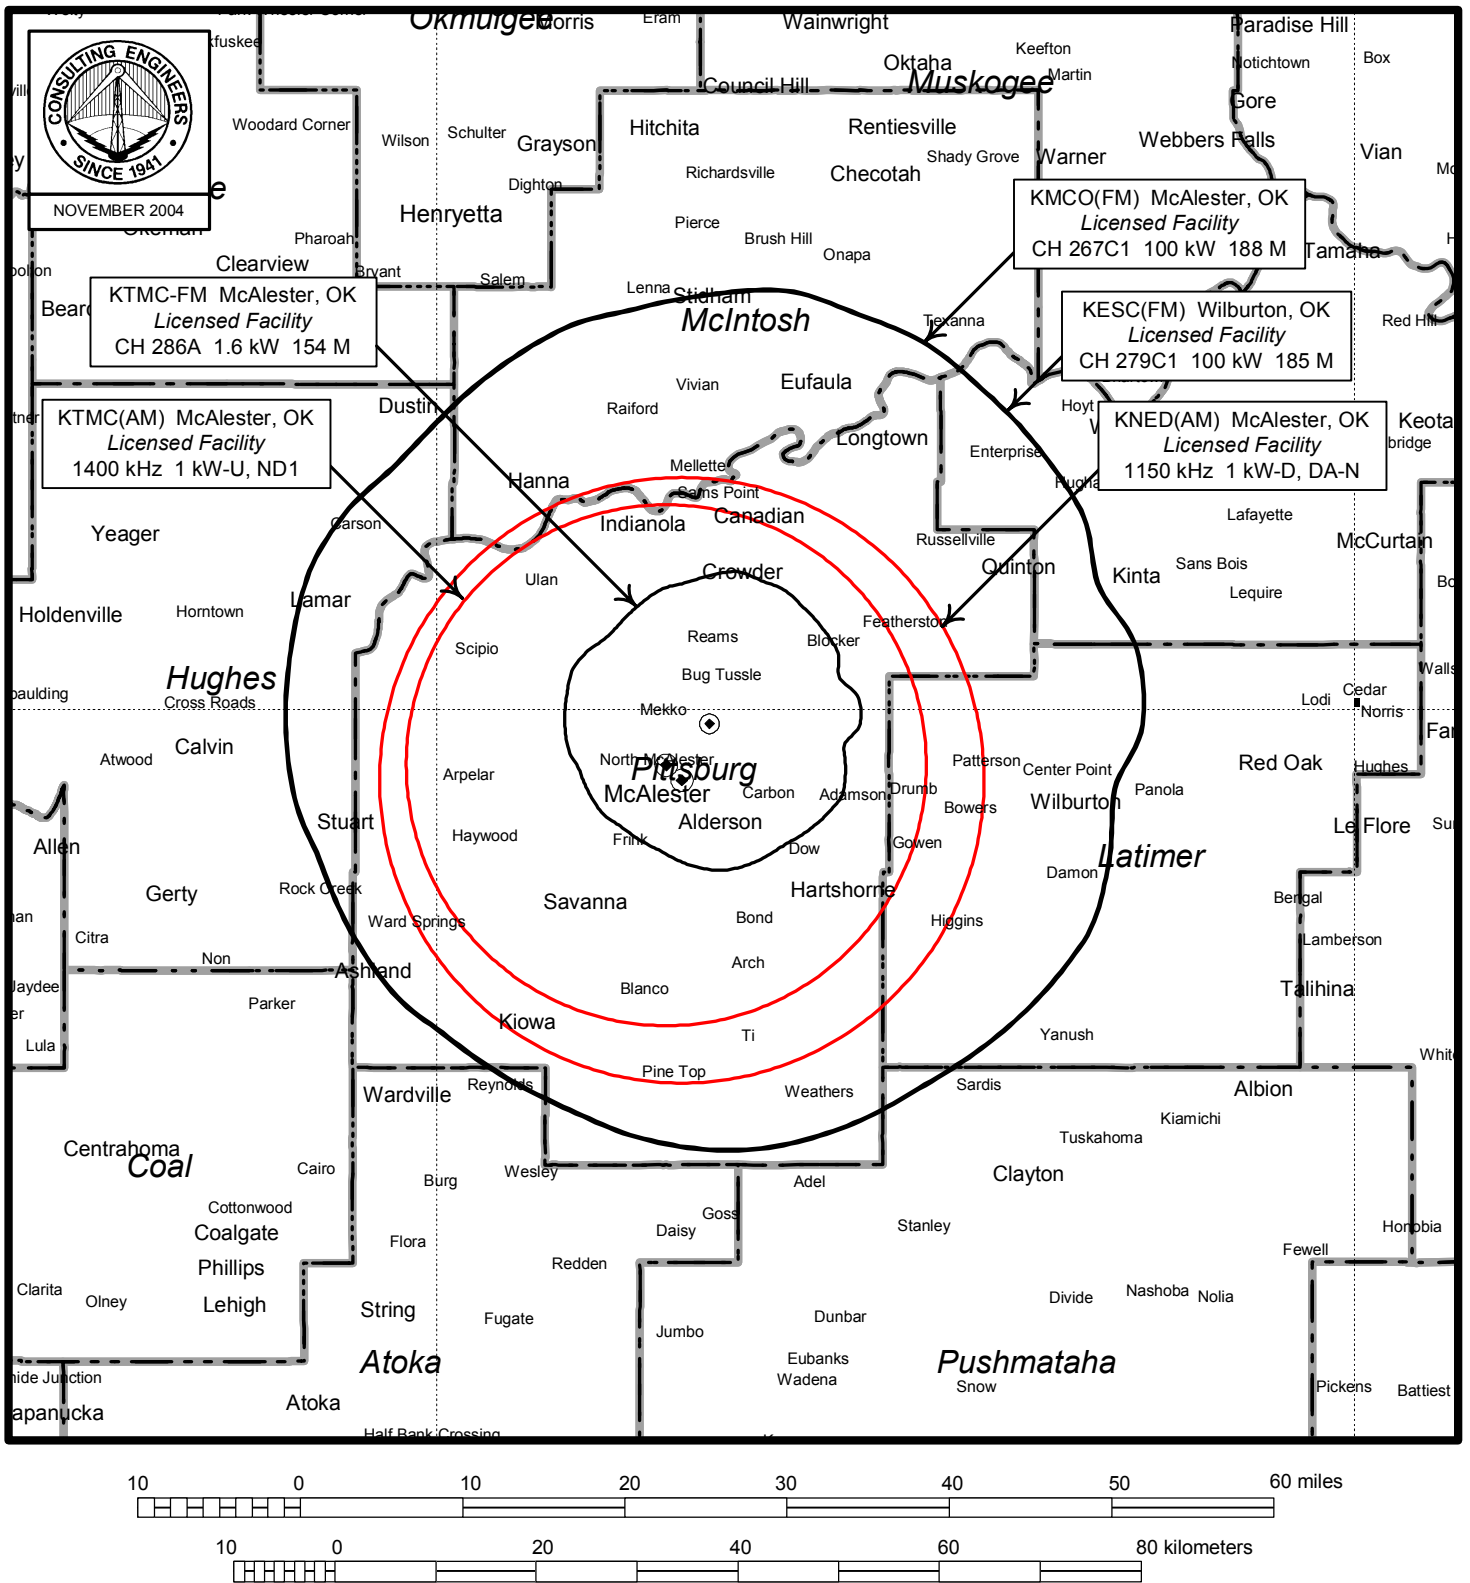 Okmulgee
Morris
Eram
Wainwright
Paradise Hill
Keefton
Oktaha
Martin
Notichtown
Box
Council Hill
Muskogee
Gore
CONSULTING ENGINEERS
SINCE 1941
NOVEMBER 2004
Woodard Corner
Wilson
Schulter
Grayson
Hitchita
Rentiesville
Webbers Falls
Shady Grove
Warner
Vian
Richardsville
Checotah
Dighton
Henryetta
Pierce
Brush Hill
Onapa
Pharoah
Clearview
Bryant
Salem
Lenna
Stidham
McIntosh
Texanna
Tamaha
Red Hill
KMCO(FM) McAlester, OK
Licensed Facility
CH 267C1 100 kW 188 M
KTMC-FM McAlester, OK
Licensed Facility
CH 286A 1.6 kW 154 M
KESC(FM) Wilburton, OK
Licensed Facility
CH 279C1 100 kW 185 M
KTMC(AM) McAlester, OK
Licensed Facility
1400 kHz 1 kW-U, ND1
KNED(AM) McAlester, OK
Licensed Facility
1150 kHz 1 kW-D, DA-N
Vivian
Eufaula
Raiford
Dustin
Hoyt
Keota
Longtown
Enterprise
Mellette
Hanna
Sams Point
Indianola
Canadian
Carson
Yeager
Lafayette
McCurtain
Russellville
Quinton
Kinta
Sans Bois
Lequire
Crowder
Ulan
Lamar
Holdenville
Horntown
Featherston
Reams
Blocker
Scipio
Bug Tussle
Hughes
Cross Roads
Mekko
Lodi
Cedar
Norris
Calvin
Atwood
North McAlester
Pittsburg
Arpelar
Patterson
Center Point
Red Oak
Hughes
McAlester
Carbon
Adamson
Drumb
Bowers
Wilburton
Panola
Stuart
Haywood
Alderson
Frink
Dow
Gowen
Le Flore
Allen
Latimer
Damon
Gerty
Rock Creek
Savanna
Hartshorne
Bengal
Ward Springs
Bond
Higgins
Citra
Lamberson
Non
Ashland
Arch
Blanco
Talihina
Parker
Kiowa
Ti
Yanush
Lula
Pine Top
Reynolds
Wardville
Weathers
Sardis
Albion
Kiamichi
Tuskahoma
Centrahoma
Coal
Cairo
Burg
Wesley
Adel
Clayton
Cottonwood
Coalgate
Goss
Daisy
Stanley
Honobia
Flora
Fewell
Phillips
Redden
Clarita
Olney
Lehigh
String
Fugate
Jumbo
Dunbar
Divide
Nashoba
Nolia
Atoka
Eubanks
Wadena
Pushmataha
Snow
Pickens
Battiest
Atoka
Half Bank Crossing
10 0 10 20 30 40 50 60 miles
10 0 20 40 60 80 kilometers